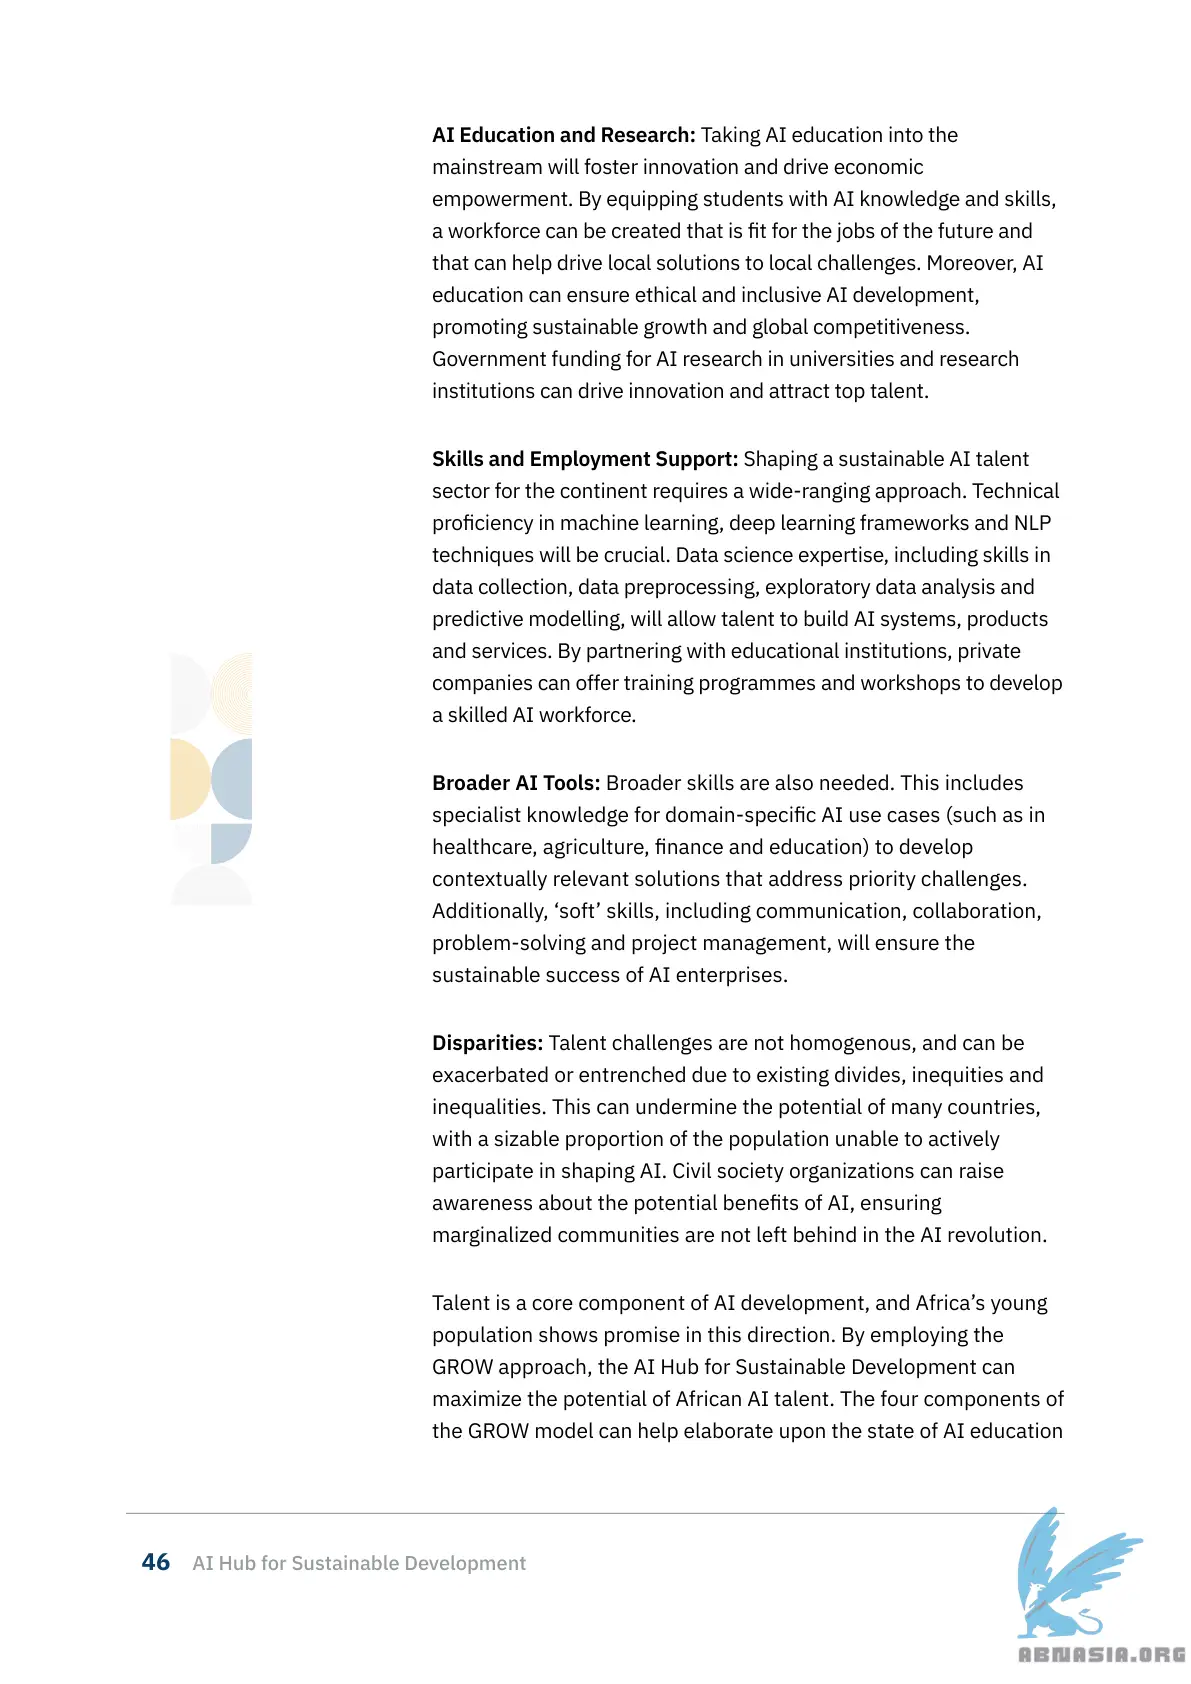 AI Education and Research: Taking AI education into the
mainstream will foster innovation and drive economic
empowerment. By equipping students with AI knowledge and skills,
a workforce can be created that is fit for the jobs of the future and
that can help drive local solutions to local challenges. Moreover, AI
education can ensure ethical and inclusive AI development,
promoting sustainable growth and global competitiveness.
Government funding for AI research in universities and research
institutions can drive innovation and attract top talent.
Skills and Employment Support: Shaping a sustainable AI talent
sector for the continent requires a wide-ranging approach. Technical
proficiency in machine learning, deep learning frameworks and NLP
techniques will be crucial. Data science expertise, including skills in
data collection, data preprocessing, exploratory data analysis and
predictive modelling, will allow talent to build AI systems, products
and services. By partnering with educational institutions, private
companies can offer training programmes and workshops to develop
a skilled AI workforce.
Broader AI Tools: Broader skills are also needed. This includes
specialist knowledge for domain-specific AI use cases (such as in
healthcare, agriculture, finance and education) to develop
contextually relevant solutions that address priority challenges.
Additionally, ‘soft’ skills, including communication, collaboration,
problem-solving and project management, will ensure the
sustainable success of AI enterprises.
Disparities: Talent challenges are not homogenous, and can be
exacerbated or entrenched due to existing divides, inequities and
inequalities. This can undermine the potential of many countries,
with a sizable proportion of the population unable to actively
participate in shaping AI. Civil society organizations can raise
awareness about the potential benefits of AI, ensuring
marginalized communities are not left behind in the AI revolution.
Talent is a core component of AI development, and Africa’s young
population shows promise in this direction. By employing the
GROW approach, the AI Hub for Sustainable Development can
maximize the potential of African AI talent. The four components of
the GROW model can help elaborate upon the state of AI education
46 AI Hub for Sustainable Development
ABNASIA.ORG